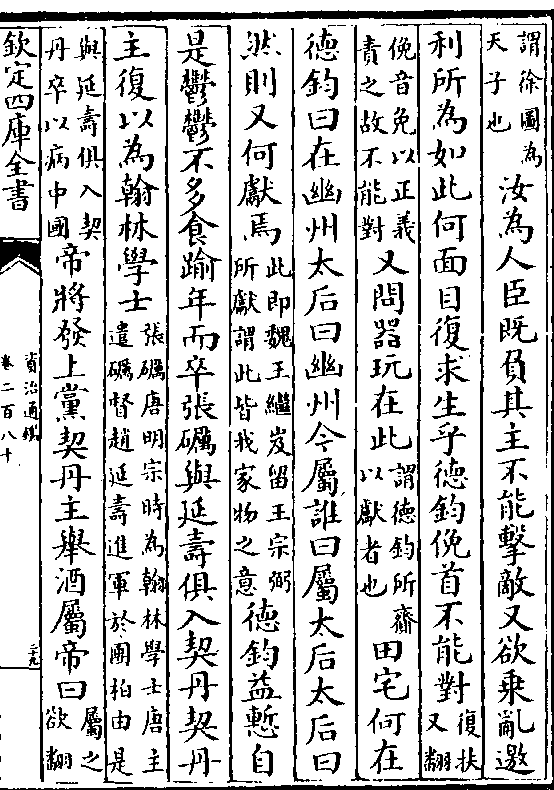 謂徐圖為
天子也
汝為人臣既負其主不能擊敵又欲乗亂邀
利所為如此何面目復求生乎德鈞俛首不能對
復扶
又翻
俛音免以正義
責之故不能對
又問器玩在此
謂德鈞所齎
以獻者也
田宅何在
德鈞曰在幽州太后曰幽州今屬誰曰屬太后太后曰
然則又何獻焉
此即魏王繼岌留王宗弼
所獻謂此皆我家物之意
德鈞益慙自
是鬱鬱不多食踰年而卒張礪與延壽俱入契丹契丹
主復以為翰林學士
張礪唐明宗時為翰林學士唐主
遣礪督趙延壽進軍於團柏由是
與延壽俱入契
丹卒以病中國
帝將發上黨契丹主舉酒屬帝曰
屬之
欲翻
欽定四庫全書
資治通鑑
卷二百八十
二十九